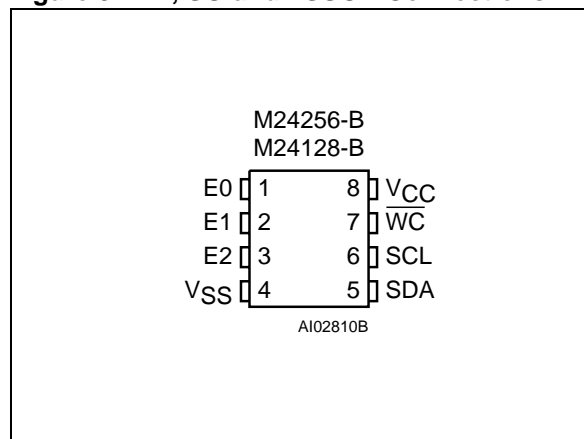 M24256-B
M24128-B
E0 1 8 VCC
E1 2 7 WC
E2 3 6 SCL
VSS 4 5 SDA
AI02810B